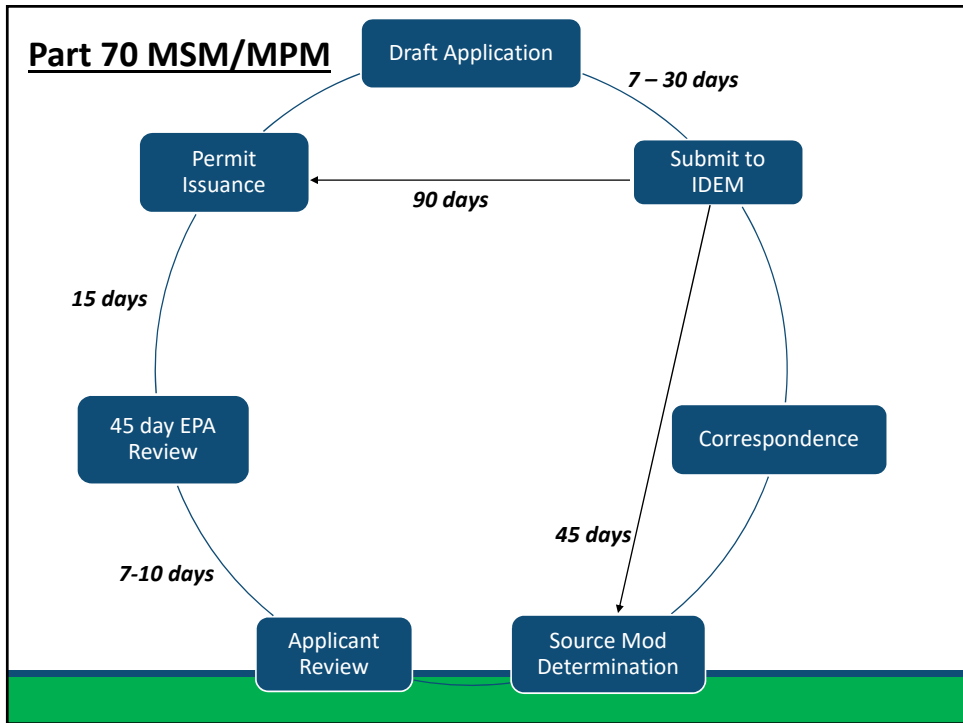 Part 70 MSM/MPM
Draft Application
7 – 30 days
Submit to
IDEM
90 days
Permit
Issuance
Correspondence
45 days
Source Mod
Determination
Applicant
Review
7-10 days
45 day EPA
Review
15 days